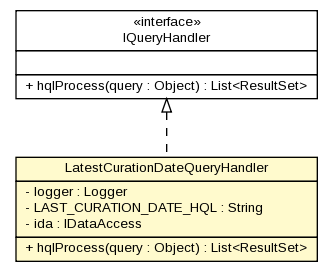 «interface»
IQueryHandler
+ hqlProcess(query : Object) : List<ResultSet>
LatestCurationDateQueryHandler
- logger : Logger
- LAST_CURATION_DATE_HQL : String
- ida : IDataAccess
+ hqlProcess(query : Object) : List<ResultSet>